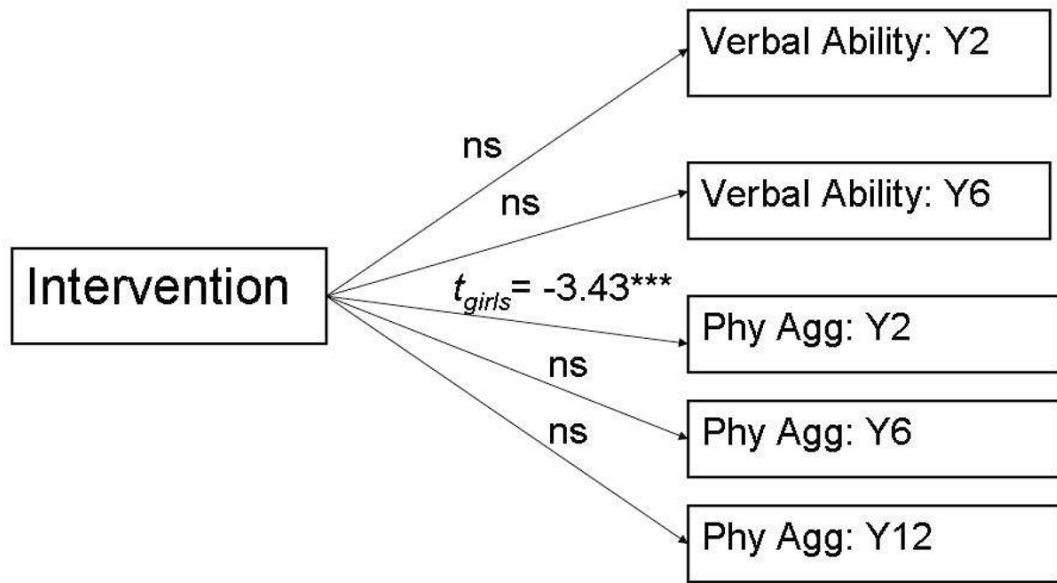 Verbal Ability: Y2
ns
Verbal Ability: Y6
ns
Intervention
t_girls= -3.43***
Phy Agg: Y2
ns
Phy Agg: Y6
ns
Phy Agg: Y12